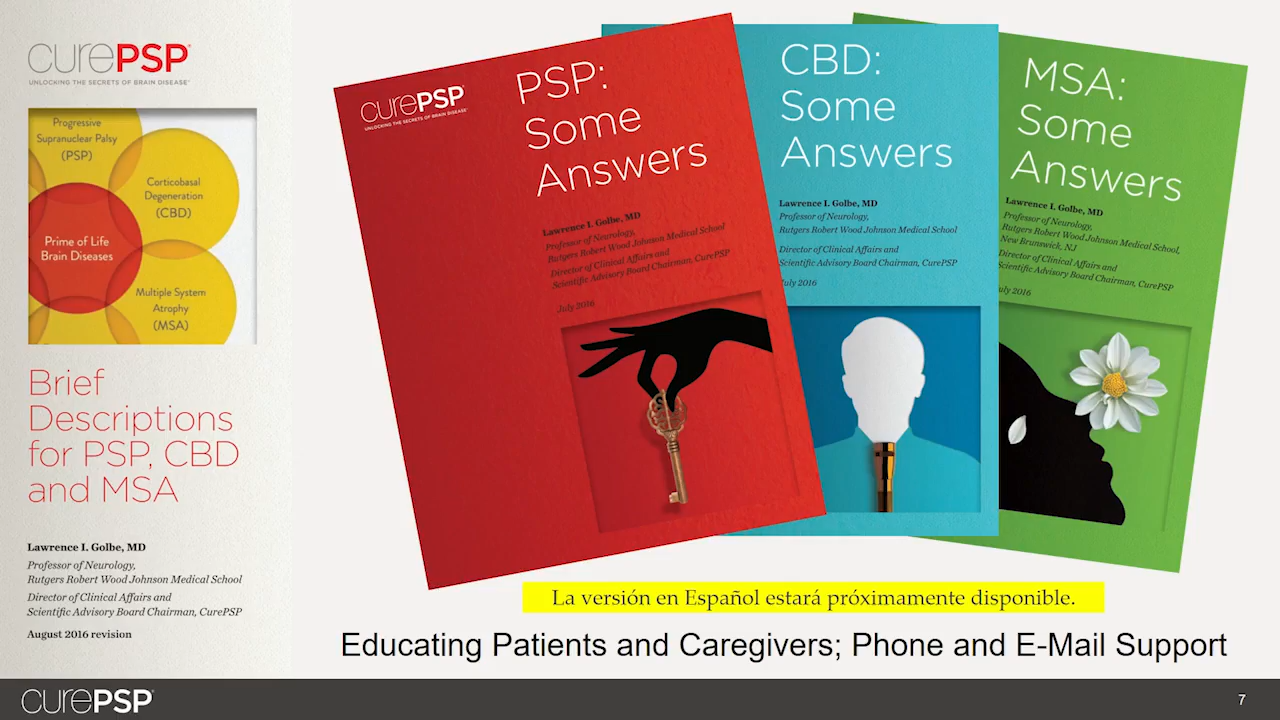 curePSP
UNLOCKING THE SECRETS OF BRAIN DISEASE
Progressive
Supranuclear Palsy
(PSP)
Corticobasal
Degeneration
(CBD)
Prime of Life
Brain Diseases
Multiple System
Atrophy
(MSA)
Brief
Descriptions
for PSP, CBD
and MSA
Lawrence I. Golbe, MD
Professor of Neurology,
Rutgers Robert Wood Johnson Medical School
Director of Clinical Affairs and
Scientific Advisory Board Chairman, CurePSP
August 2016 revision
curePSP
UNLOCKING THE SECRETS OF BRAIN DISEASE
PSP:
Some
Answers
Lawrence I. Golbe, MD
Professor of Neurology,
Rutgers Robert Wood Johnson Medical School
Director of Clinical Affairs and
Scientific Advisory Board Chairman, CurePSP
July 2016
CBD:
Some
Answers
Lawrence I. Golbe, MD
Professor of Neurology,
Rutgers Robert Wood Johnson Medical School
Director of Clinical Affairs and
Scientific Advisory Board Chairman, CurePSP
July 2016
MSA:
Some
Answers
Lawrence I. Golbe, MD
Professor of Neurology,
Rutgers Robert Wood Johnson Medical School,
New Brunswick, NJ
Director of Clinical Affairs and
Scientific Advisory Board Chairman, CurePSP
July 2016
La versión en Español estará próximamente disponible.
Educating Patients and Caregivers; Phone and E-Mail Support
curePSP
7